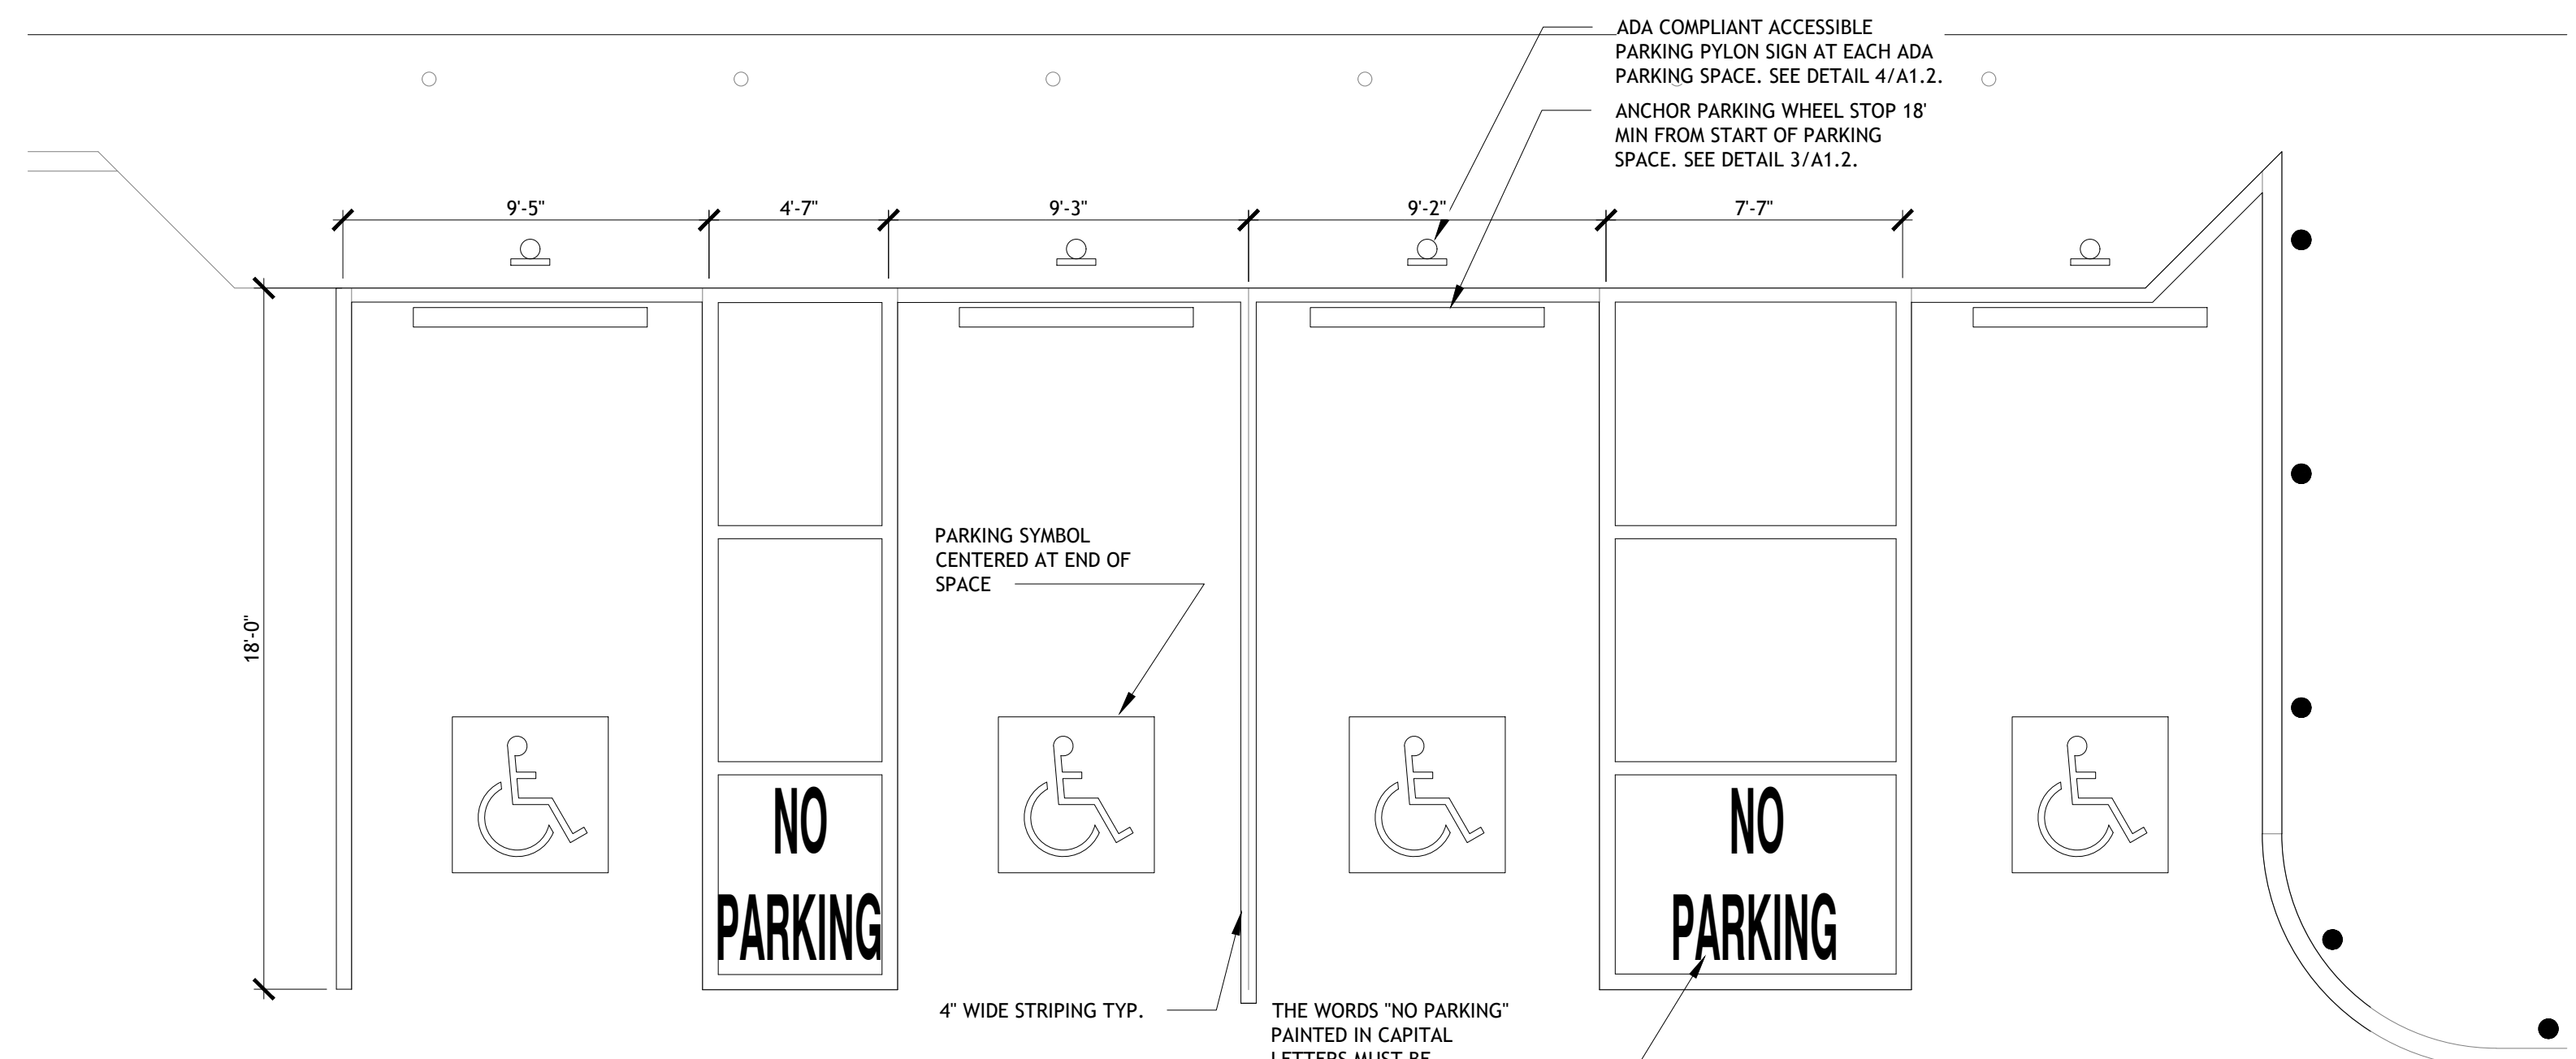 ADA COMPLIANT ACCESSIBLE
PARKING PYLON SIGN AT EACH ADA
PARKING SPACE. SEE DETAIL 4/A1.2.
ANCHOR PARKING WHEEL STOP 18'
MIN FROM START OF PARKING
SPACE. SEE DETAIL 3/A1.2.
9'-5"
4'-7"
9'-3"
9'-2"
7'-7"
18'-0"
PARKING SYMBOL
CENTERED AT END OF
SPACE
NO
PARKING
NO
PARKING
4" WIDE STRIPING TYP.
THE WORDS "NO PARKING"
PAINTED IN CAPITAL
LETTERS MUST BE